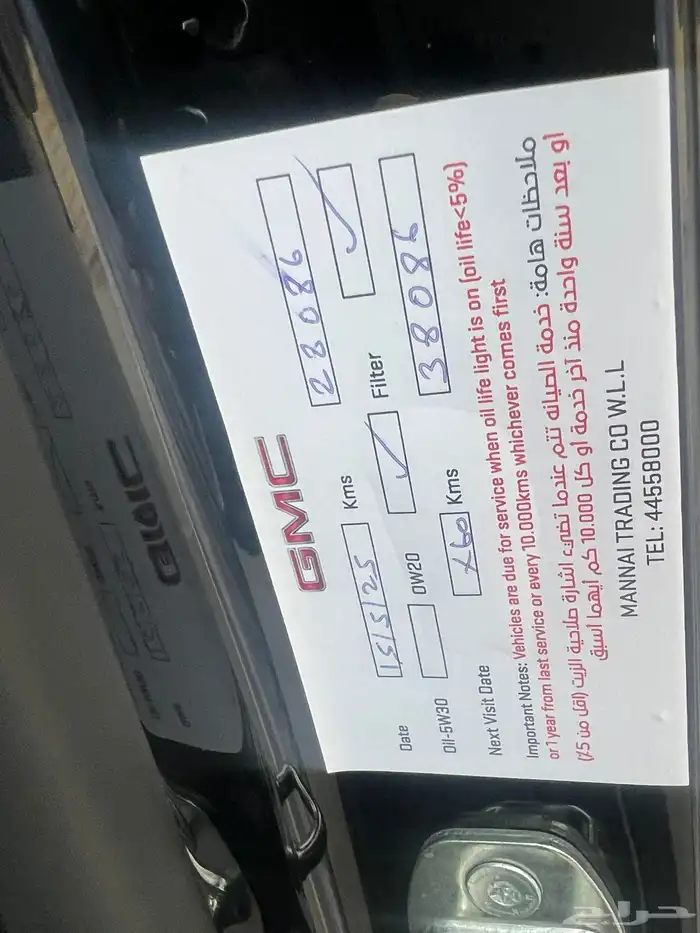 GMC
Date 15/5/25 Kms 28086
Oil-5W30 0W20 ✓ Filter ✓
Next Visit Date Kms 38086
Important Notes: Vehicles are due for service when oil life light is on (oil life<5%)
or 1 year from last service or every 10.000kms whichever comes first
ملاحظات هامة: خدمة الصيانه تتم عندما تضيء اشارة صلاحية الزيت (اقل من 5٪)
او بعد سنة واحدة منذ آخر خدمة او كل 10.000 كم ايهما اسبق
MANNAI TRADING CO W.L.L
TEL: 44558000
GMC
حراج